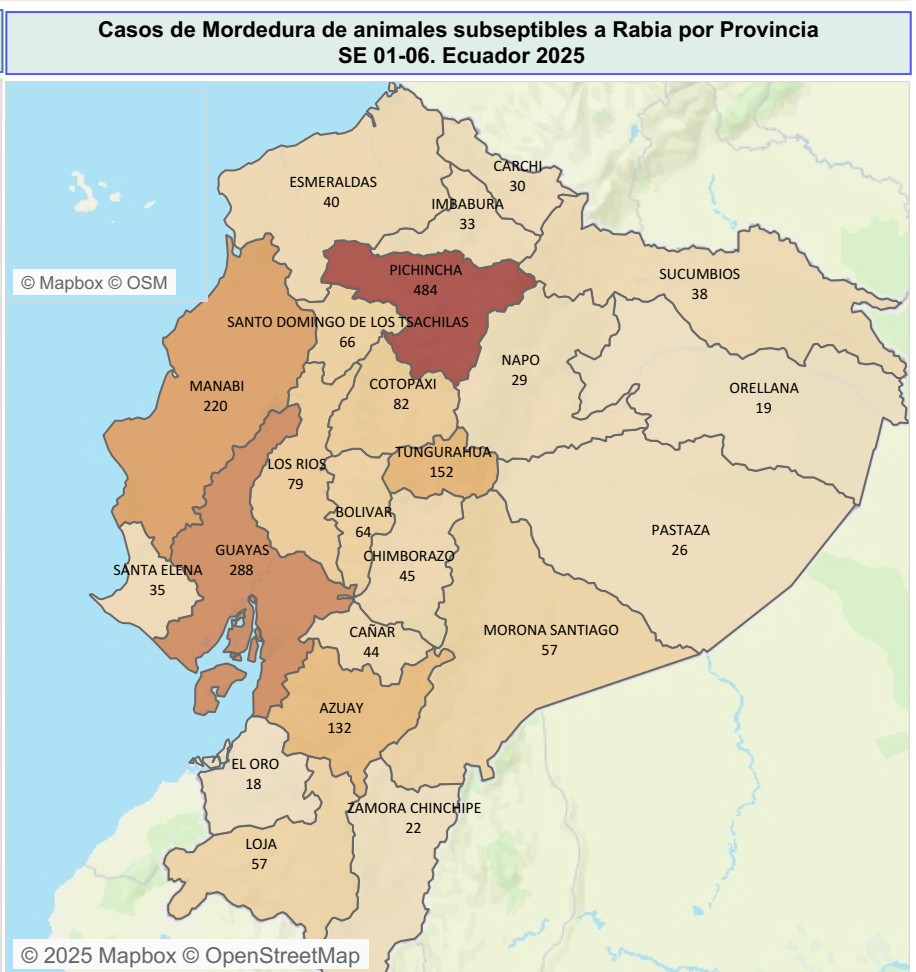 Casos de Mordedura de animales subseptibles a Rabia por Provincia
SE 01-06. Ecuador 2025
CARCHI
30
ESMERALDAS
40
IMBABURA
33
© Mapbox © OSM
PICHINCHA
484
SUCUMBIOS
38
SANTO DOMINGO DE LOS TSACHILAS
66
NAPO
29
MANABI
220
COTOPAXI
82
ORELLANA
19
TUNGURAHUA
152
LOS RIOS
79
BOLIVAR
64
PASTAZA
26
GUAYAS
288
CHIMBORAZO
45
SANTA ELENA
35
CAÑAR
44
MORONA SANTIAGO
57
AZUAY
132
EL ORO
18
ZAMORA CHINCHIPE
22
LOJA
57
© 2025 Mapbox © OpenStreetMap